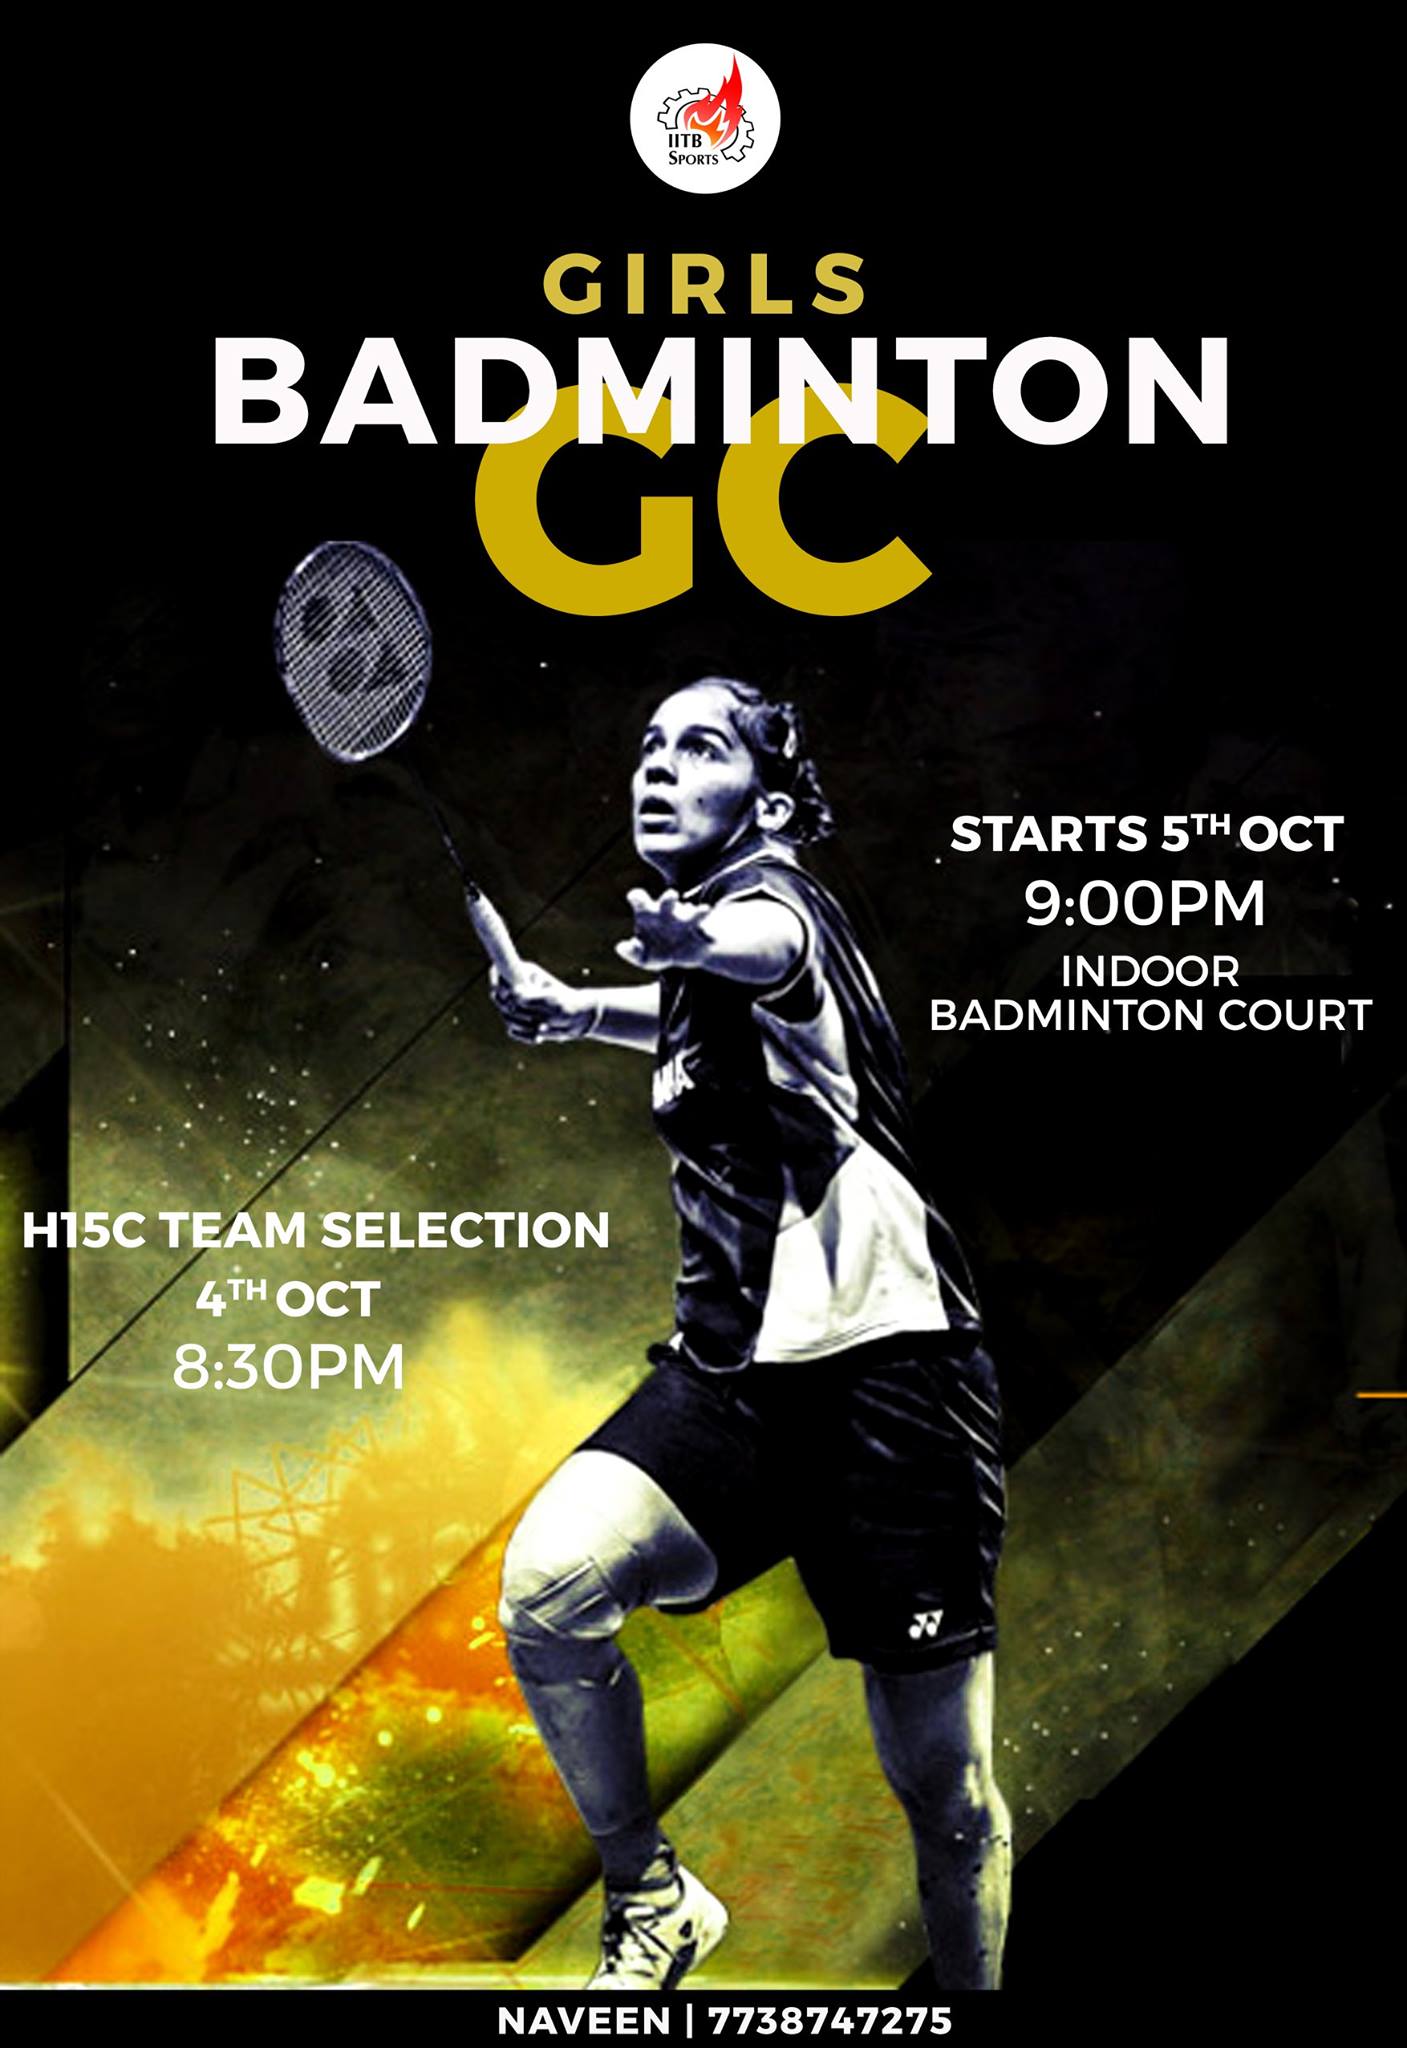 IITB
SPORTS
GIRLS
BADMINTON
GC
STARTS 5TH OCT
9:00PM
INDOOR
BADMINTON COURT
H15C TEAM SELECTION
4TH OCT
8:30PM
NAVEEN | 7738747275